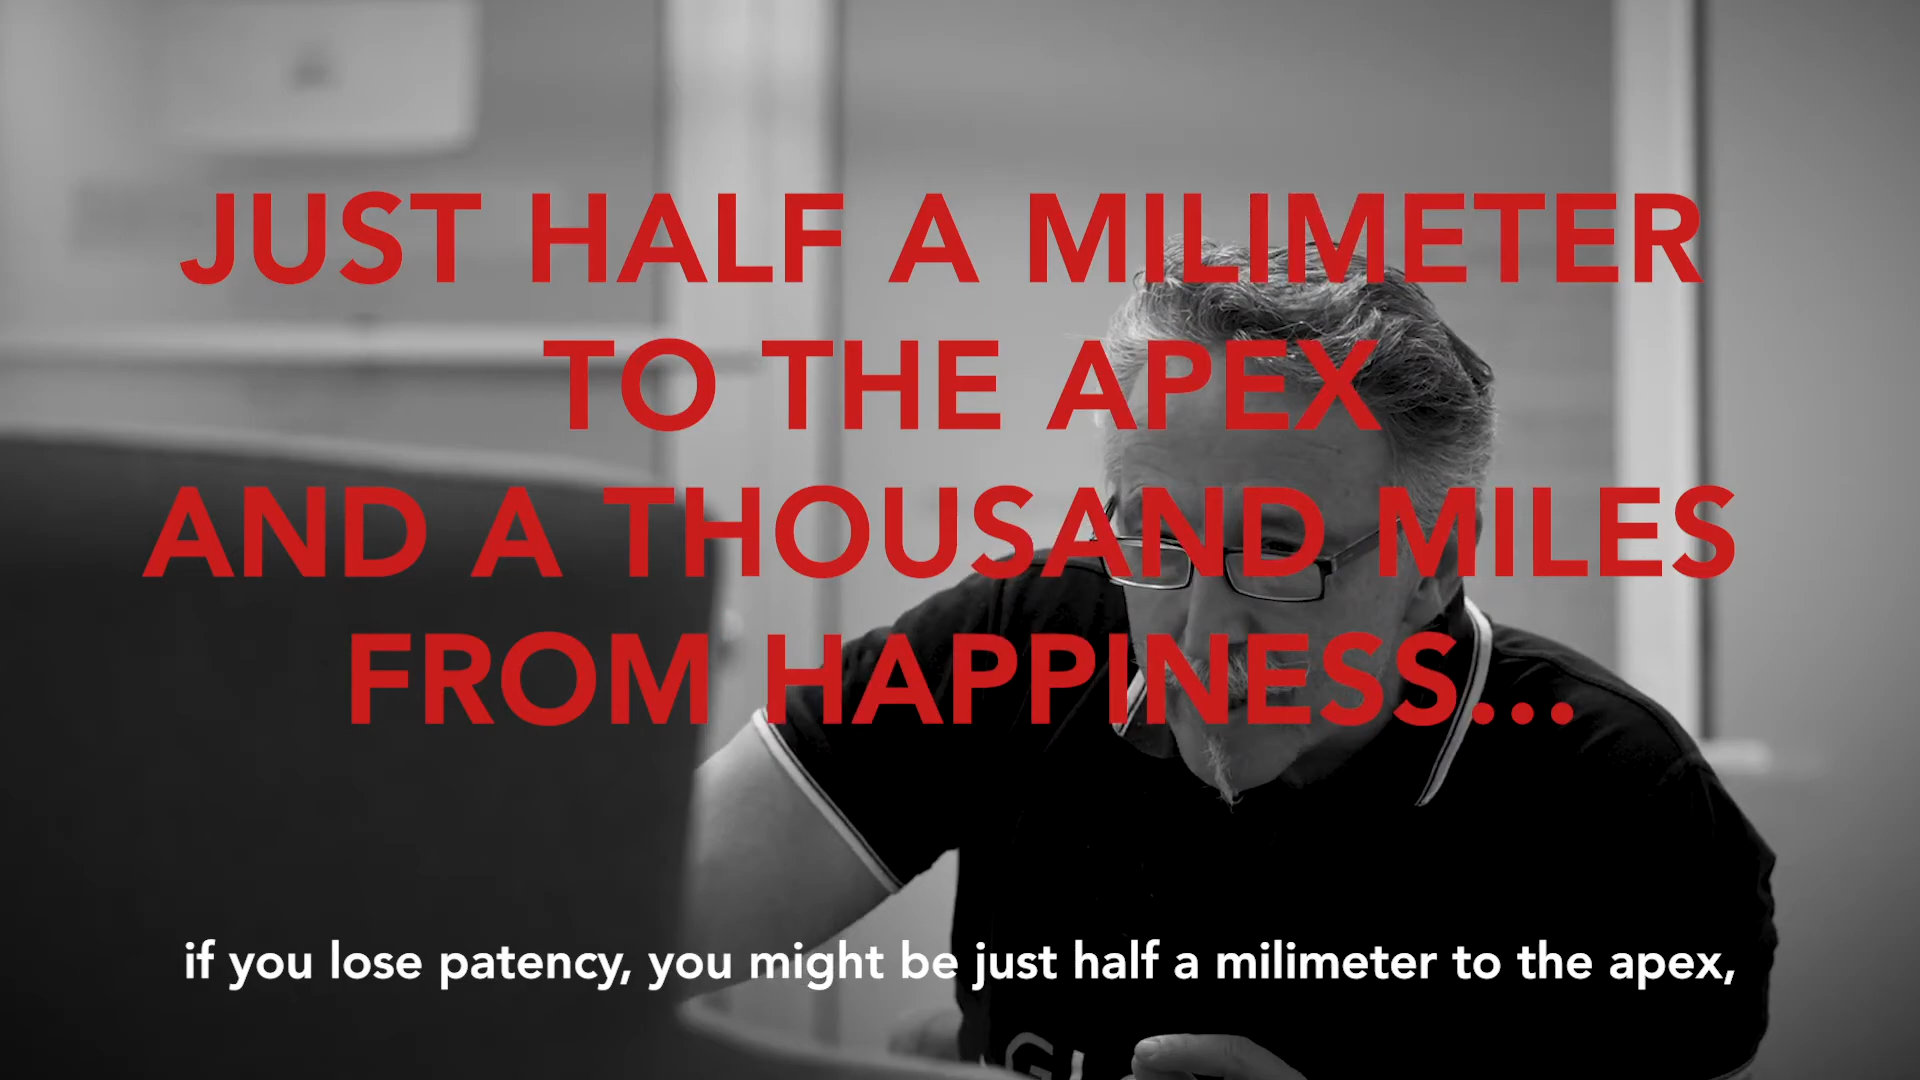 JUST HALF A MILIMETER
TO THE APEX
AND A THOUSAND MILES
FROM HAPPINESS...
if you lose patency, you might be just half a milimeter to the apex,